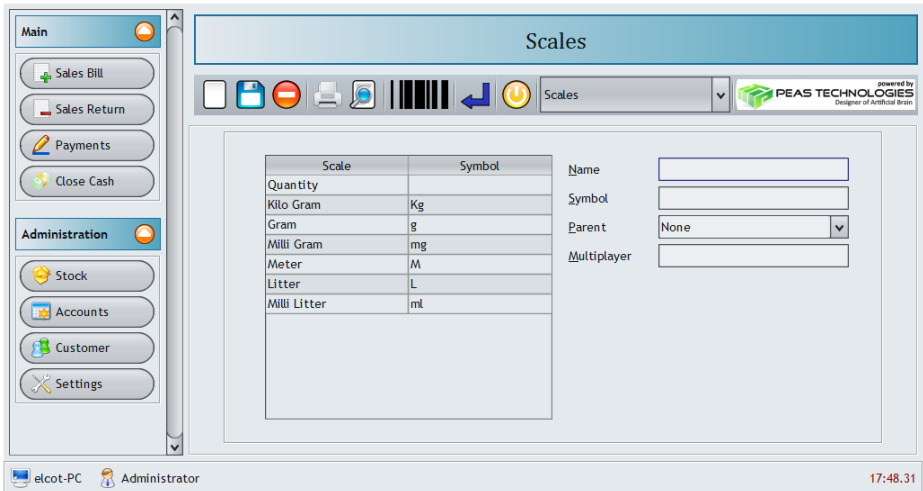 Main
Sales Bill
Sales Return
Payments
Close Cash
Administration
Stock
Accounts
Customer
Settings
Scales
Scales
powered by
PEAS TECHNOLOGIES
Designer of Artificial Brain
Scale Symbol
Quantity
Kilo Gram Kg
Gram g
Milli Gram mg
Meter M
Litter L
Milli Litter ml
Name
Symbol
Parent None
Multiplayer
elcot-PC Administrator 17:48.31